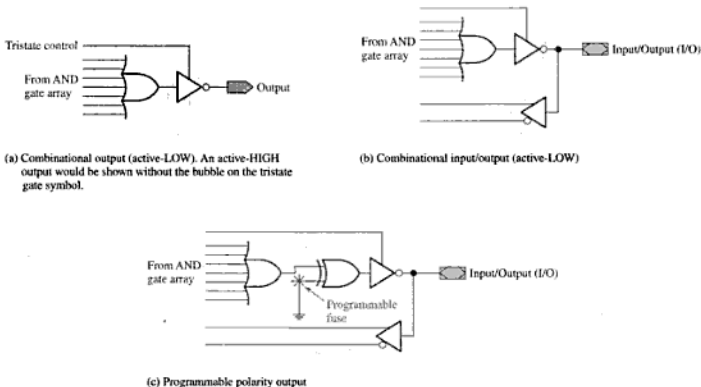 Tristate control
From AND
gate array
Output
(a) Combinational output (active-LOW). An active-HIGH
output would be shown without the bubble on the tristate
gate symbol.
From AND
gate array
Input/Output (I/O)
(b) Combinational input/output (active-LOW)
From AND
gate array
Programmable
fuse
Input/Output (I/O)
(c) Programmable polarity output